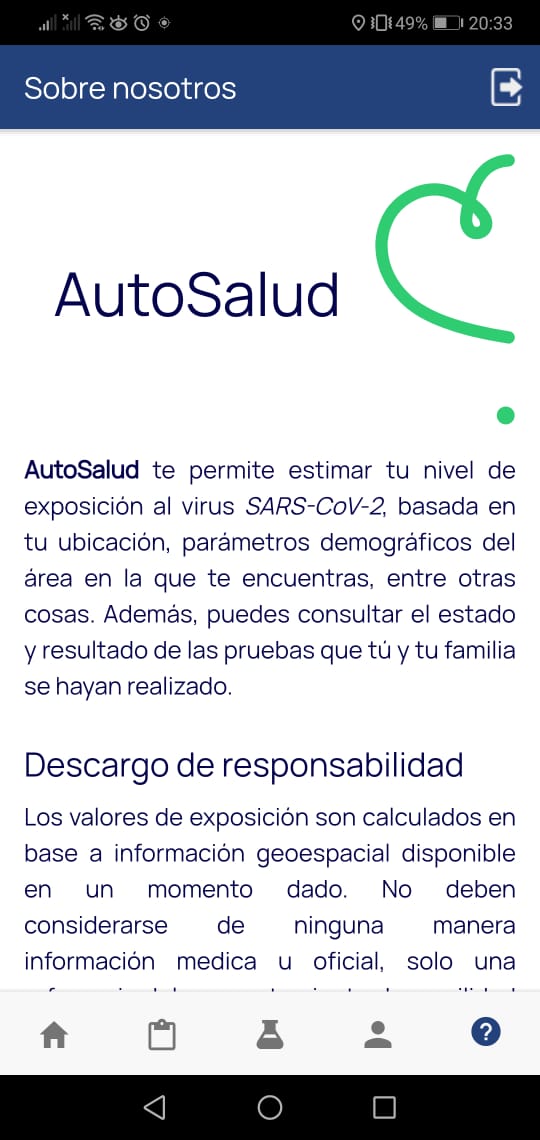 49% 20:33
Sobre nosotros
AutoSalud
AutoSalud te permite estimar tu nivel de
exposición al virus SARS-CoV-2, basada en
tu ubicación, parámetros demográficos del
área en la que te encuentras, entre otras
cosas. Además, puedes consultar el estado
y resultado de las pruebas que tú y tu familia
se hayan realizado.
Descargo de responsabilidad
Los valores de exposición son calculados en
base a información geoespacial disponible
en un momento dado. No deben
considerarse de ninguna manera
información medica u oficial, solo una